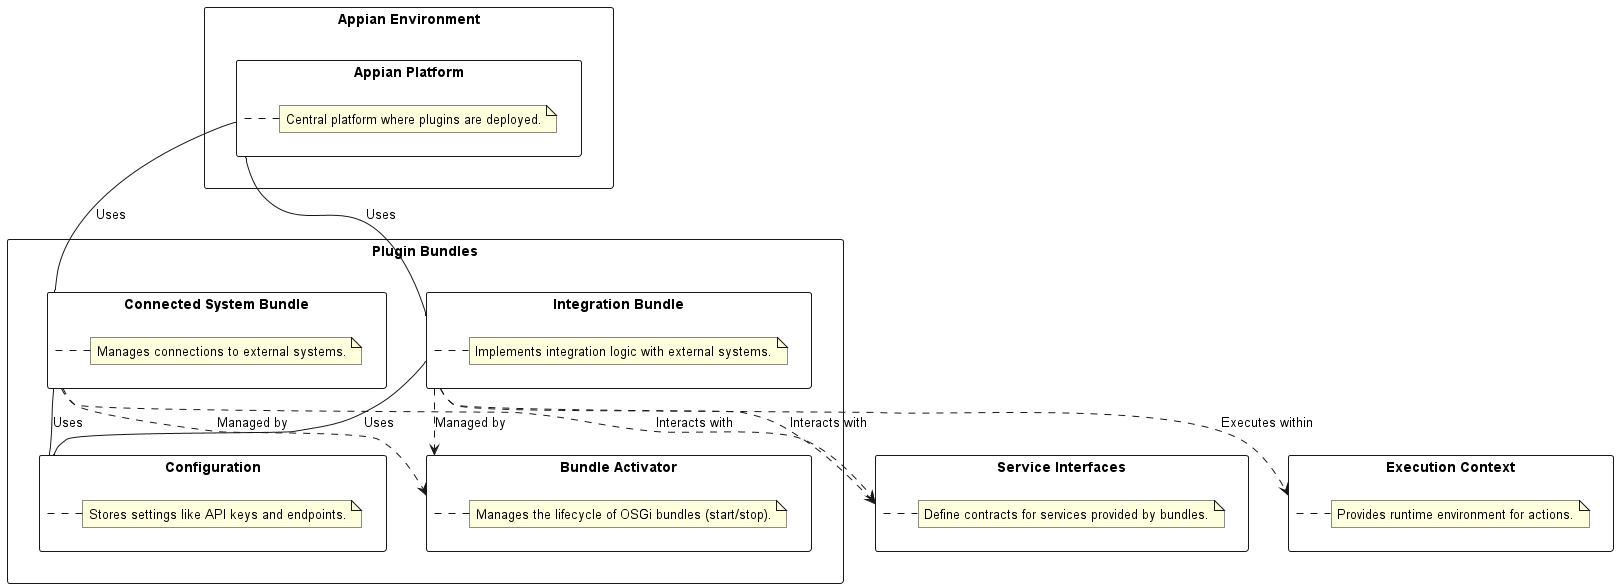 Appian Environment
Appian Platform
Central platform where plugins are deployed.
Uses
Uses
Plugin Bundles
Connected System Bundle
Integration Bundle
Manages connections to external systems.
Implements integration logic with external systems.
Uses
Managed by
Uses
Managed by
Interacts with
Interacts with
Executes within
Configuration
Bundle Activator
Service Interfaces
Execution Context
Stores settings like API keys and endpoints.
Manages the lifecycle of OSGi bundles (start/stop).
Define contracts for services provided by bundles.
Provides runtime environment for actions.